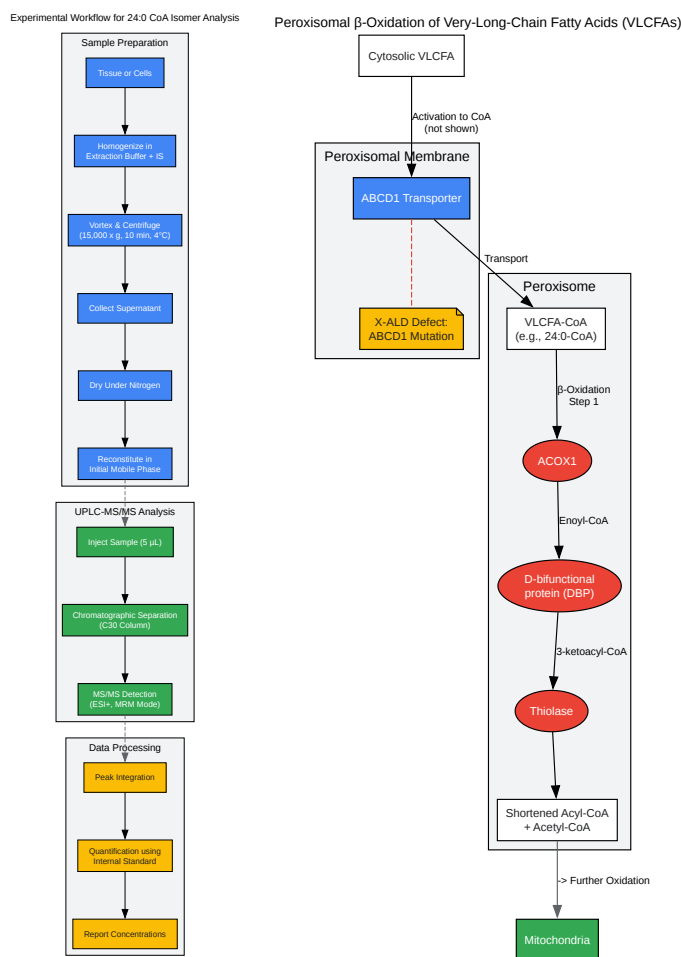 Experimental Workflow for 24:0 CoA Isomer Analysis
Sample Preparation
Tissue or Cells
Homogenize in
Extraction Buffer + IS
Vortex & Centrifuge
(15,000 x g, 10 min, 4°C)
Collect Supernatant
Dry Under Nitrogen
Reconstitute in
Initial Mobile Phase
UPLC-MS/MS Analysis
Inject Sample (5 µL)
Chromatographic Separation
(C30 Column)
MS/MS Detection
(ESI+, MRM Mode)
Data Processing
Peak Integration
Quantification using
Internal Standard
Report Concentrations
Peroxisomal β-Oxidation of Very-Long-Chain Fatty Acids (VLCFAs)
Cytosolic VLCFA
Activation to CoA
(not shown)
Peroxisomal Membrane
ABCD1 Transporter
Transport
X-ALD Defect:
ABCD1 Mutation
Peroxisome
VLCFA-CoA
(e.g., 24:0-CoA)
β-Oxidation
Step 1
ACOX1
Enoyl-CoA
D-bifunctional
protein (DBP)
3-ketoacyl-CoA
Thiolase
Shortened Acyl-CoA
+ Acetyl-CoA
-> Further Oxidation
Mitochondria